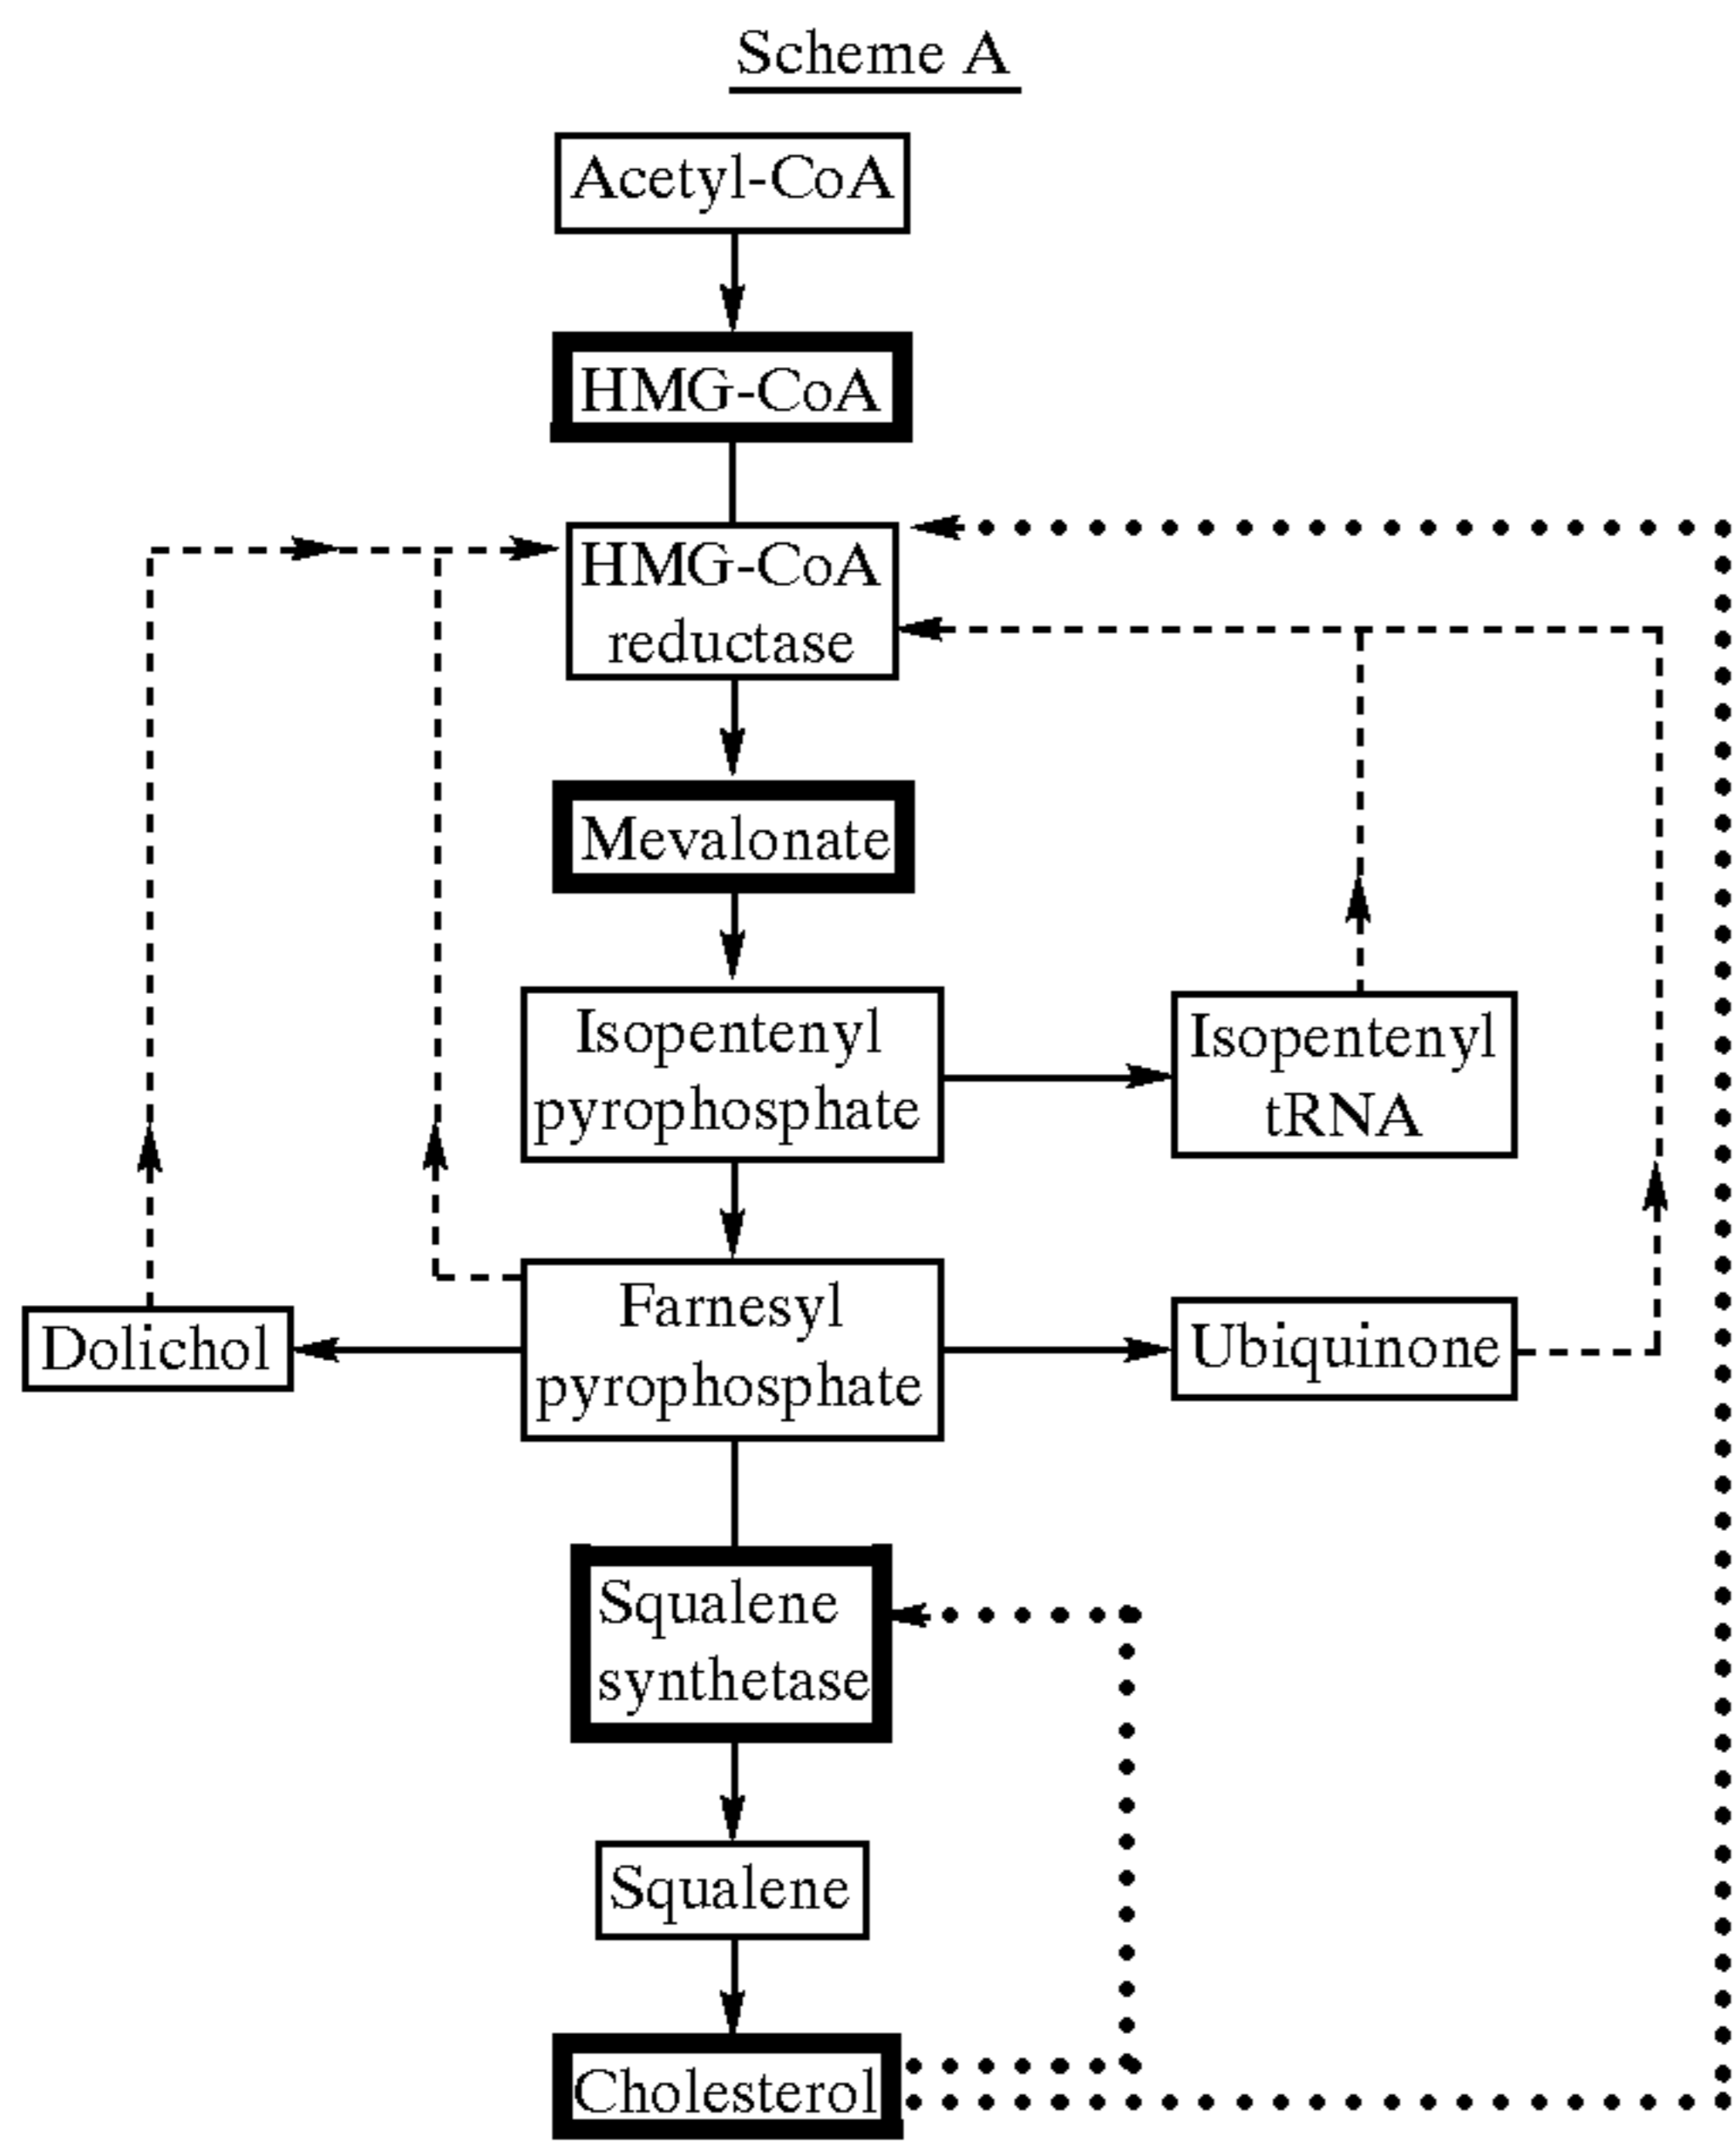 Scheme A
Acetyl-CoA
HMG-CoA
HMG-CoA
reductase
Mevalonate
Isopentenyl
pyrophosphate
Isopentenyl
tRNA
Farnesyl
pyrophosphate
Dolichol
Ubiquinone
Squalene
synthetase
Squalene
Cholesterol